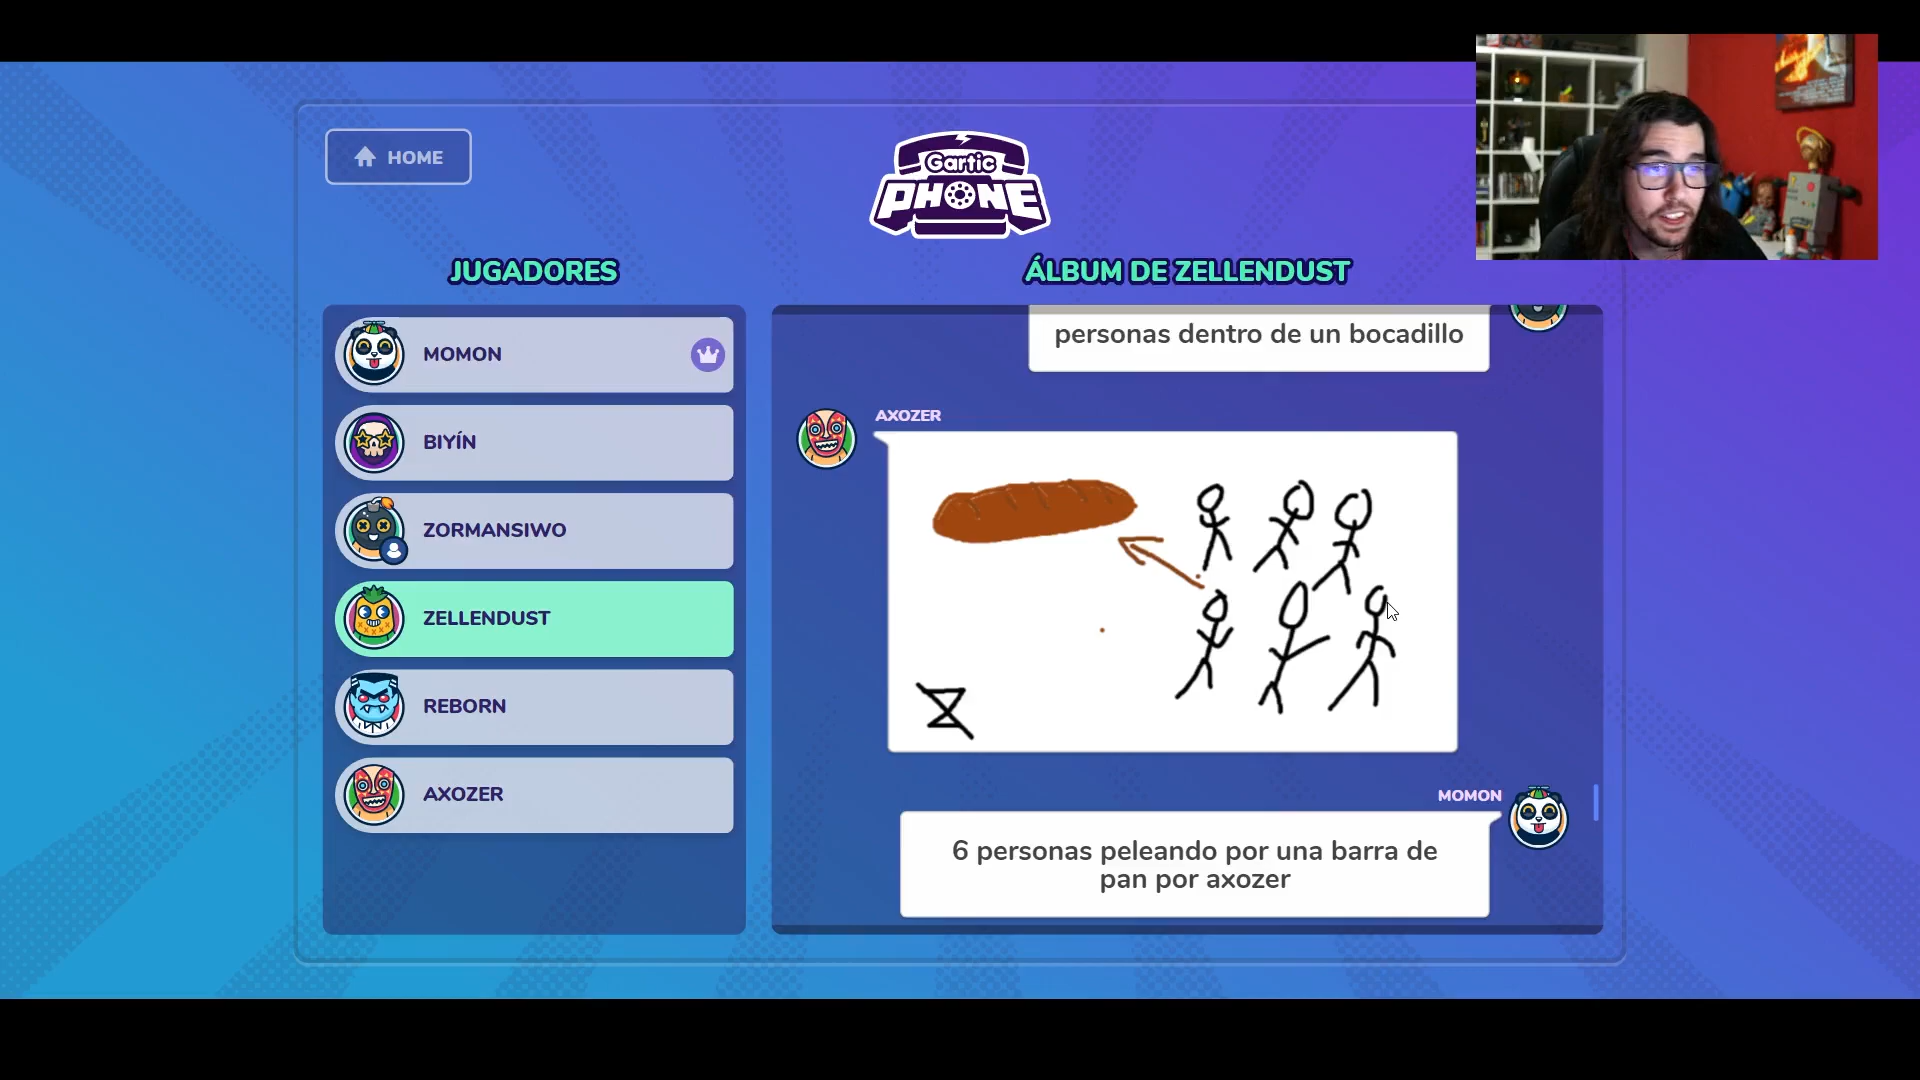 HOME
Gartic
PHONE
JUGADORES
ÁLBUM DE ZELLENDUST
MOMON
BIYÍN
ZORMANSIWO
ZELLENDUST
REBORN
AXOZER
personas dentro de un bocadillo
AXOZER
MOMON
6 personas peleando por una barra de
pan por axozer